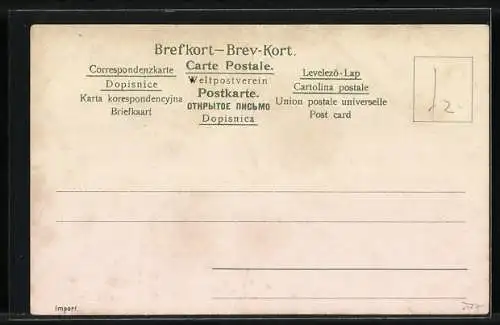 Brefkort—Brev-Kort.
Correspondenzkarte
Dopisnice
Karta korespondencyjna
Briefkaart
Carte Postale.
Weltpostverein
Postkarte.
ОТКРЫТОЕ ПИСЬМО
Dopisnica
Levelező-Lap
Cartolina postale
Union postale universelle
Post card
12.
Import